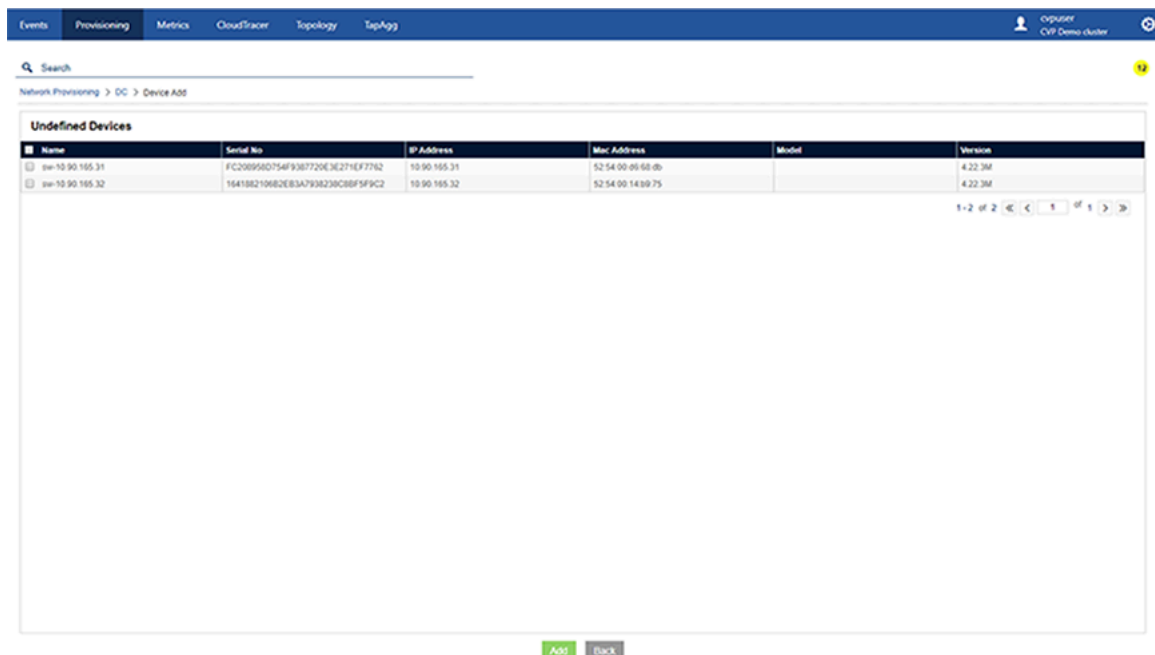 Events Provisioning Metrics CloudTracer Topology TapAgg cvpuser
CVP Demo cluster
Search
12
Network Provisioning > DC > Device Add
Undefined Devices
Name Serial No IP Address Mac Address Model Version
sw-10.90.165.31 FC208958D754F9387720E3E271EF7762 10.90.165.31 52:54:00:d6:68:db 4.22.3M
sw-10.90.165.32 10.90.165.32 52:54:00:14:b9:75 4.22.3M
1-2 of 2 « < 1 of 1 > »
Add Back